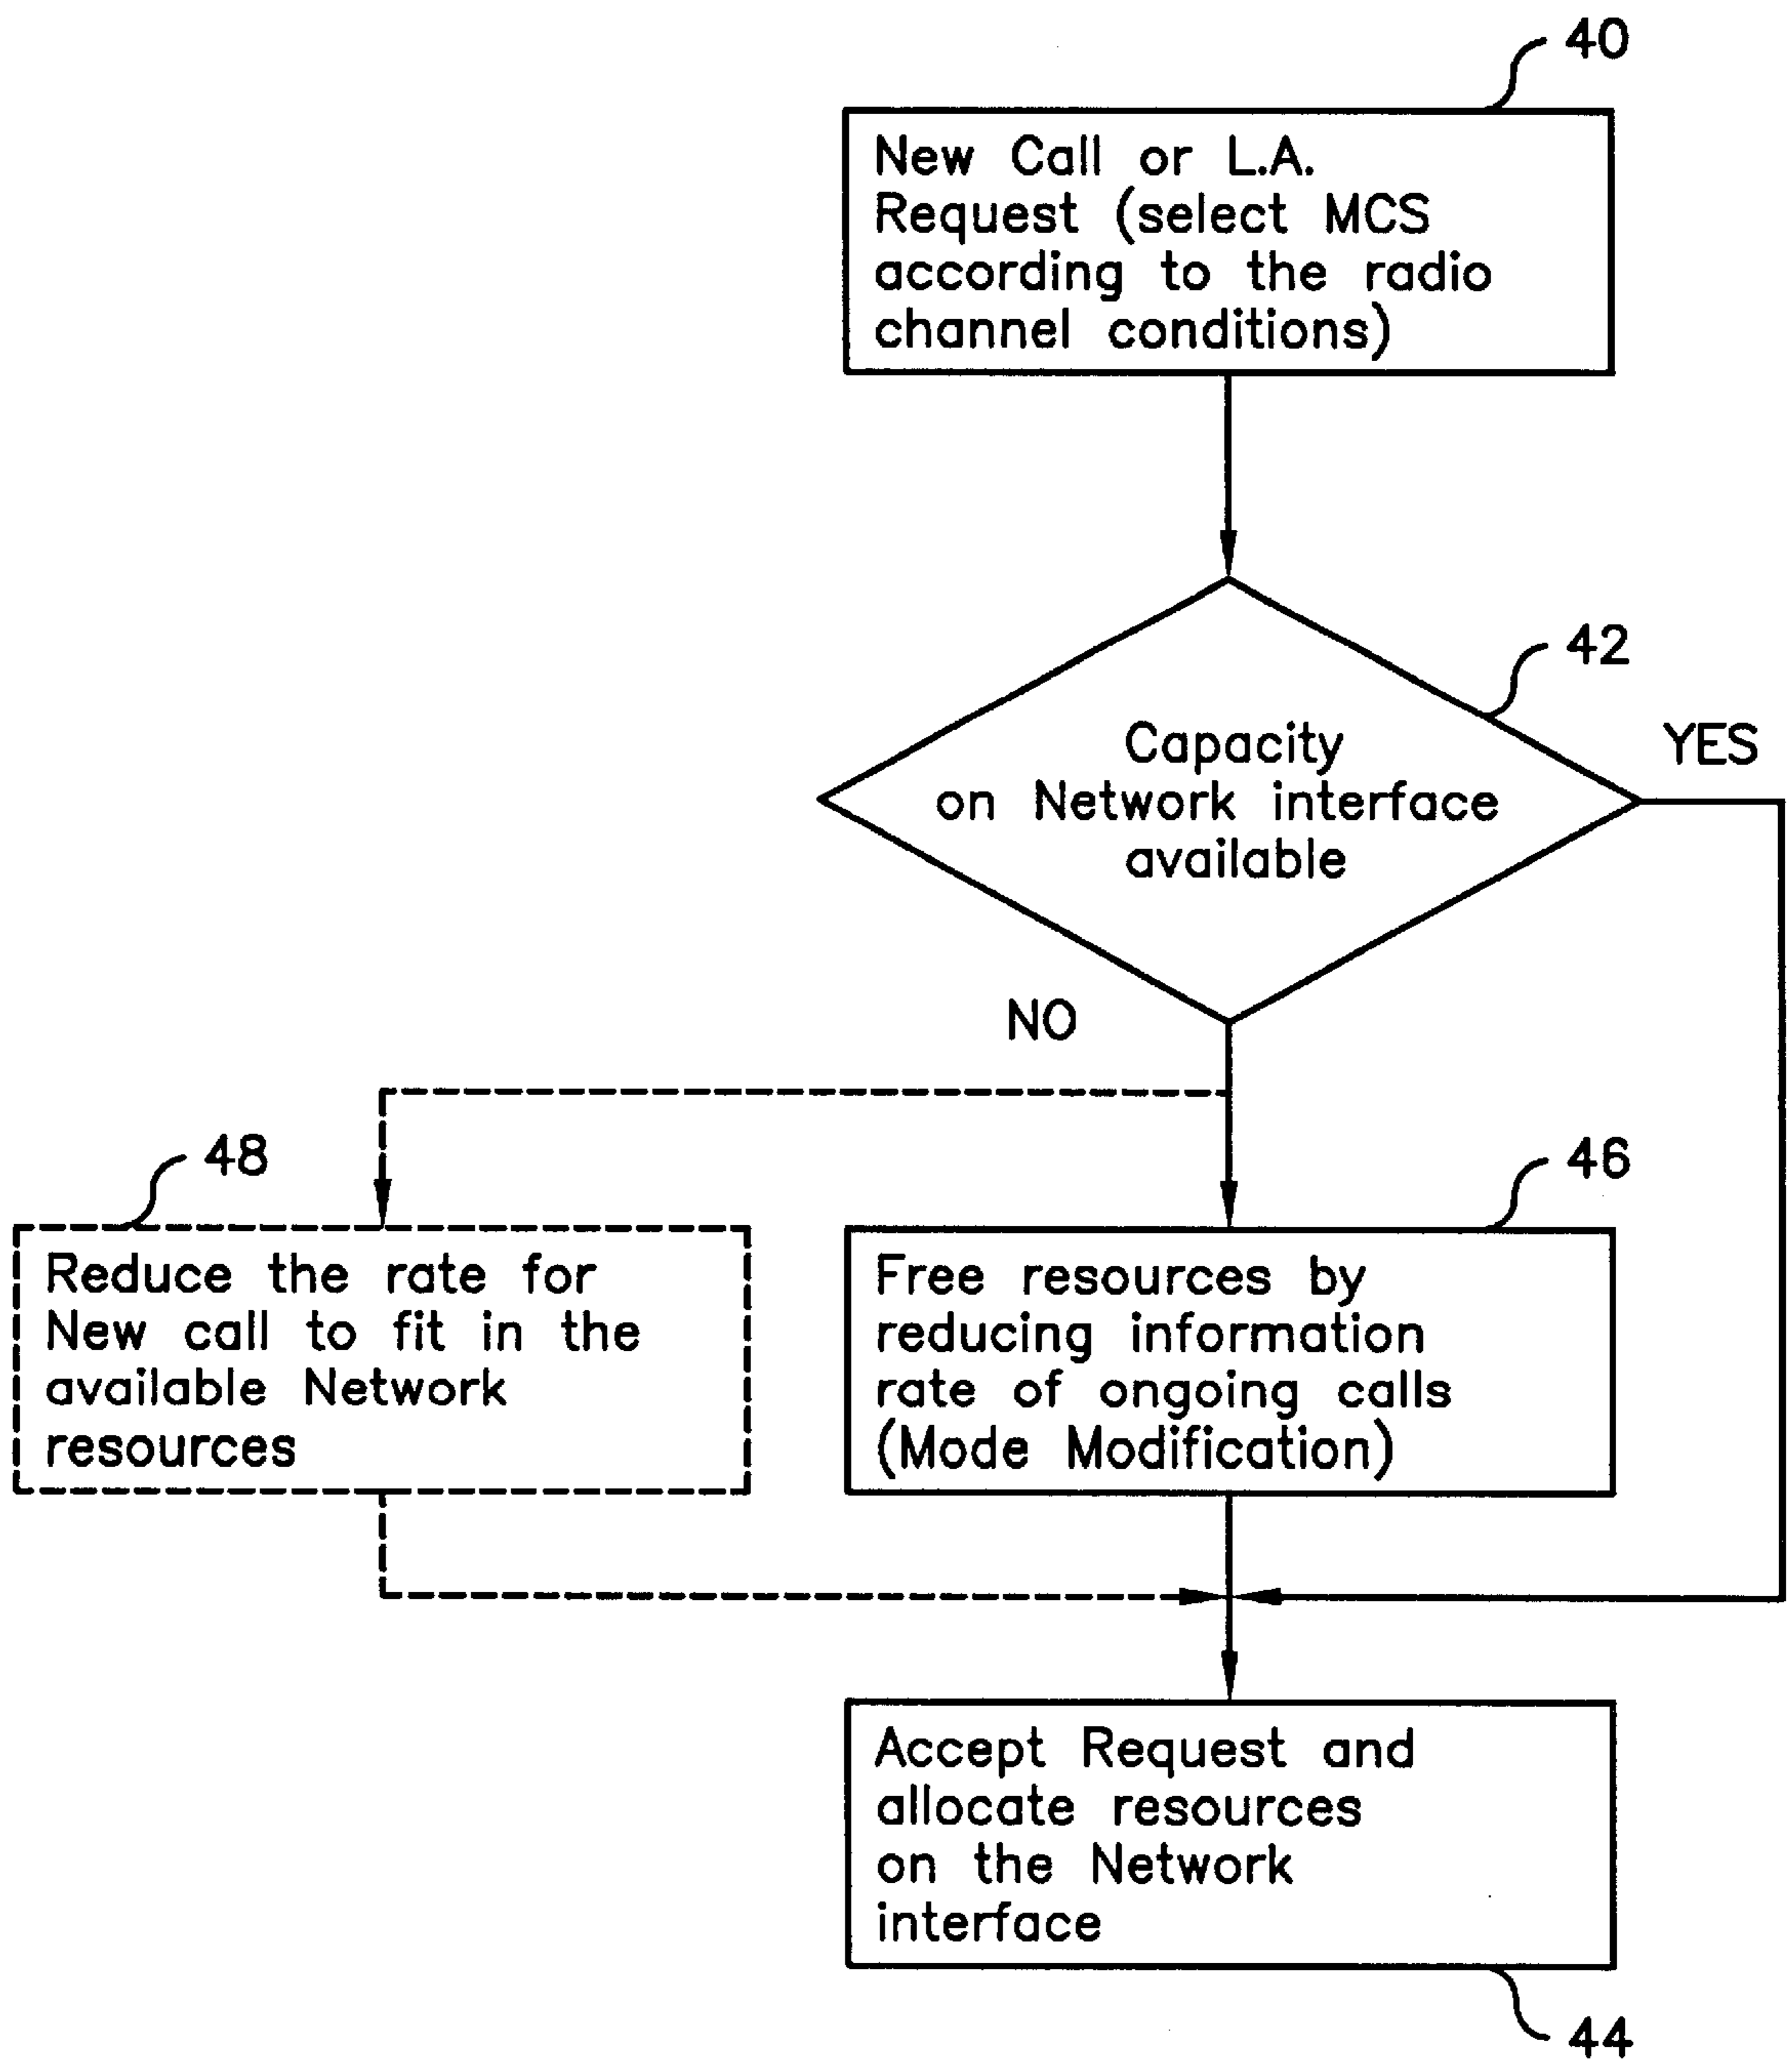 40
New Call or L.A.
Request (select MCS
according to the radio
channel conditions)
42
YES
Capacity
on Network interface
available
NO
48
Reduce the rate for
New call to fit in the
available Network
resources
46
Free resources by
reducing information
rate of ongoing calls
(Mode Modification)
Accept Request and
allocate resources
on the Network
interface
44